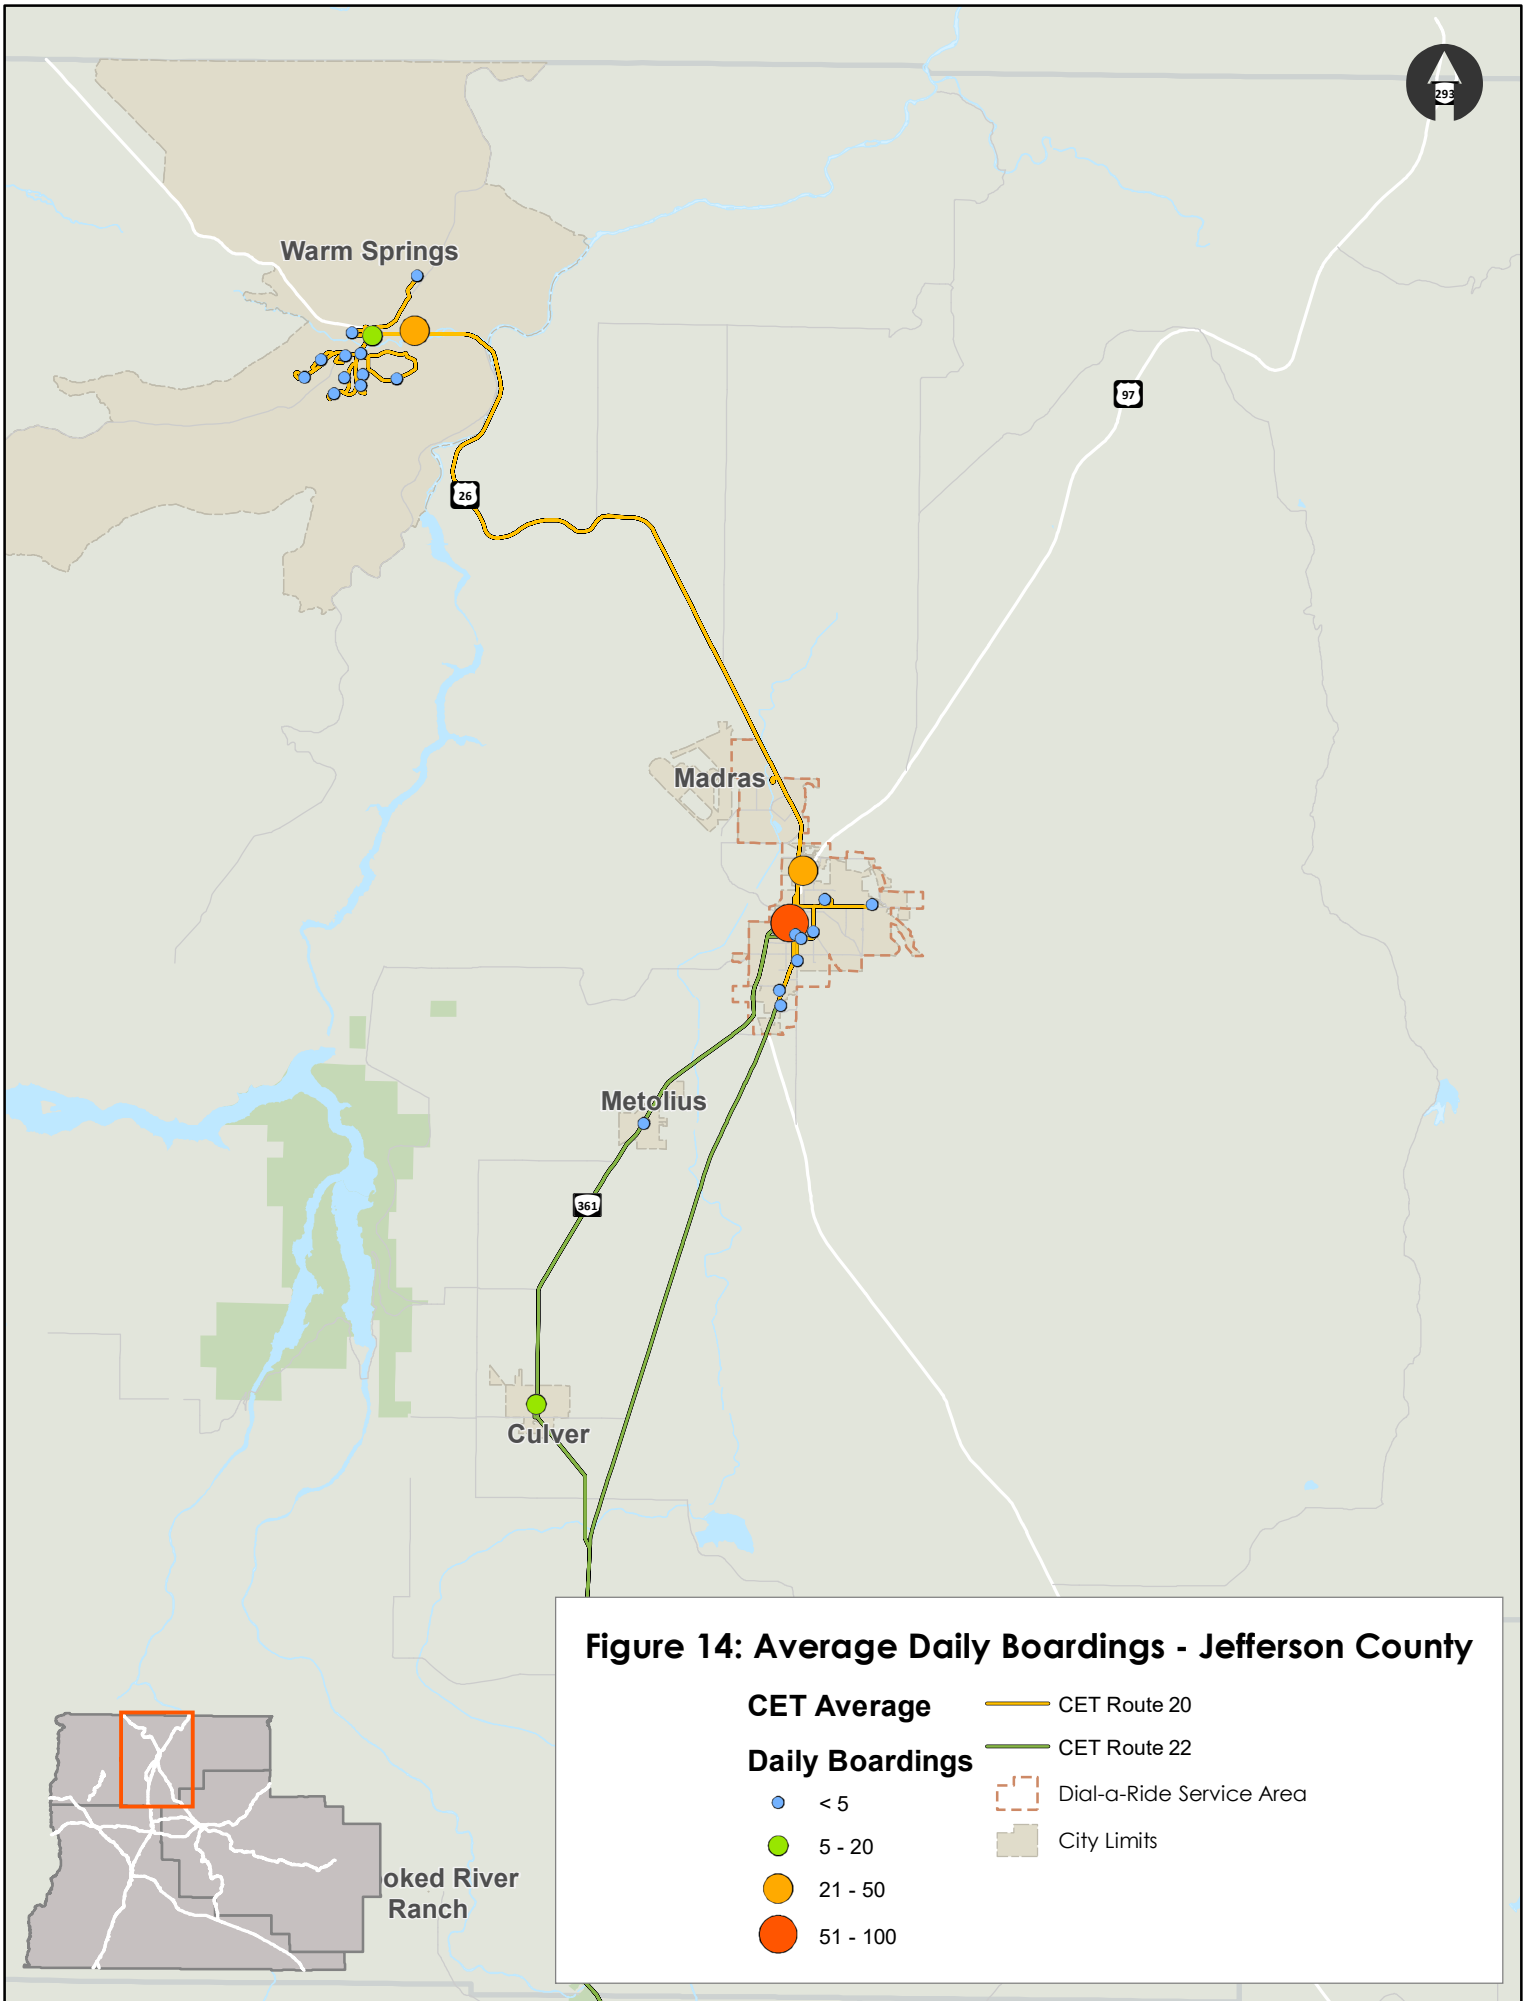 293
Warm Springs
97
26
Madras
Metolius
361
Culver
Figure 14: Average Daily Boardings - Jefferson County
CET Average
Daily Boardings
< 5
5 - 20
21 - 50
51 - 100
CET Route 20
CET Route 22
Dial-a-Ride Service Area
City Limits
oked River
Ranch